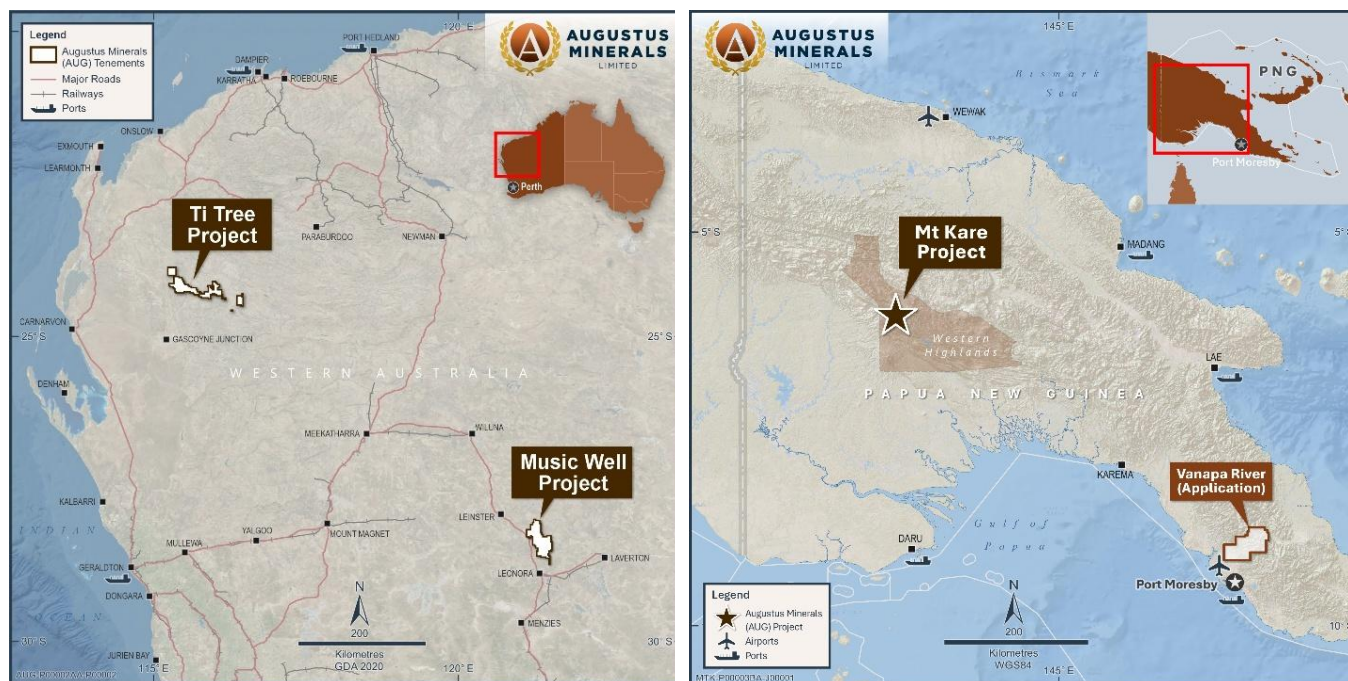 Legend
Augustus Minerals
(AUG) Tenements
Major Roads
Railways
Ports
120° E
AUGUSTUS
MINERALS
LIMITED
PORT HEDLAND
DAMPIER
KARRATHA
ROEBOURNE
ONSLOW
EXMOUTH
LEARMONTH
Perth
Ti Tree
Project
PARABURDOO
NEWMAN
CARNARVON
25° S
GASCOYNE JUNCTION
25° S
WESTERN AUSTRALIA
DENHAM
MEEKATHARRA
WILUNA
Music Well
Project
KALBARRI
LEINSTER
INDIAN
OCEAN
YALGOO
MOUNT MAGNET
MULLEWA
LAVERTON
GERALDTON
LEONORA
DONGARA
N
200
MENZIES
Kilometres
GDA 2020
30° S
JURIEN BAY
115° E
120° E
AUGUSTUS
MINERALS
LIMITED
145° E
Bismark
Sea
PNG
Port Moresby
WEWAK
5° S
5° S
Mt Kare
Project
MADANG
Western
Highlands
LAE
PAPUA NEW GUINEA
KAREMA
Vanapa River
(Application)
Gulf of
Papua
DARU
Port Moresby
Legend
Augustus Minerals
(AUG) Project
Airports
Ports
N
200
Kilometres
WGS84
10° S
145° E